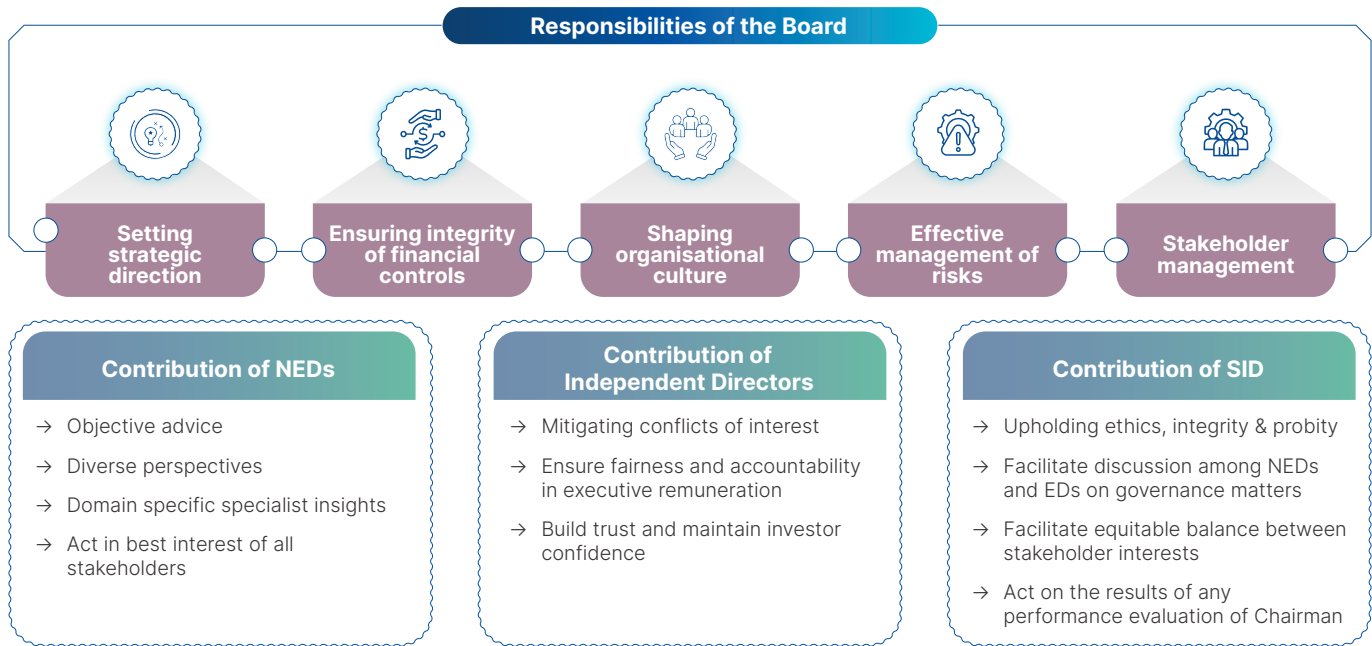 Responsibilities of the Board
Setting
strategic
direction
Ensuring integrity
of financial
controls
Shaping
organisational
culture
Effective
management of
risks
Stakeholder
management
Contribution of NEDs
→ Objective advice
→ Diverse perspectives
→ Domain specific specialist insights
→ Act in best interest of all
stakeholders
Contribution of
Independent Directors
→ Mitigating conflicts of interest
→ Ensure fairness and accountability
in executive remuneration
→ Build trust and maintain investor
confidence
Contribution of SID
→ Upholding ethics, integrity & probity
→ Facilitate discussion among NEDs
and EDs on governance matters
→ Facilitate equitable balance between
stakeholder interests
→ Act on the results of any
performance evaluation of Chairman